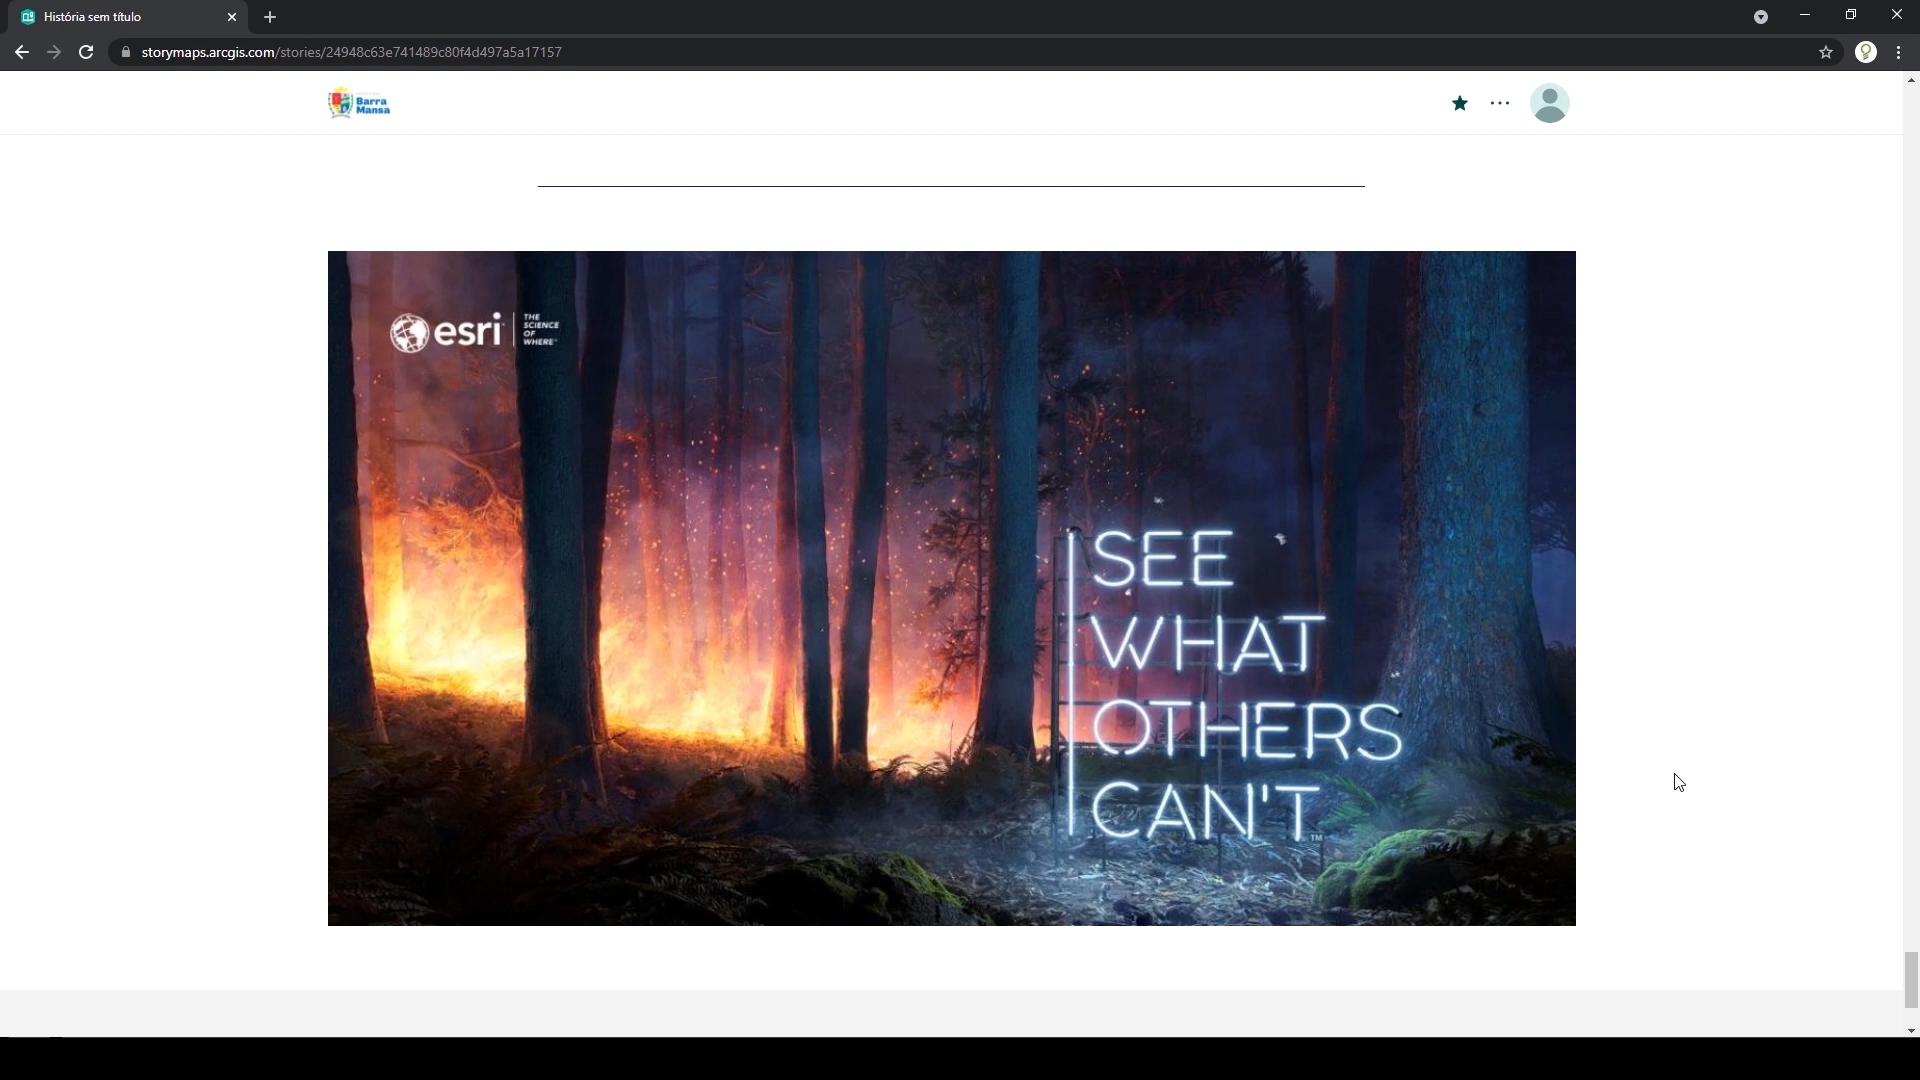 História sem título
storymaps.arcgis.com/stories/24948c63e741489c80f4d497a5a17157
Barra
Mansa
esri
THE
SCIENCE
OF
WHERE
SEE
WHAT
OTHERS
CAN'T
TM